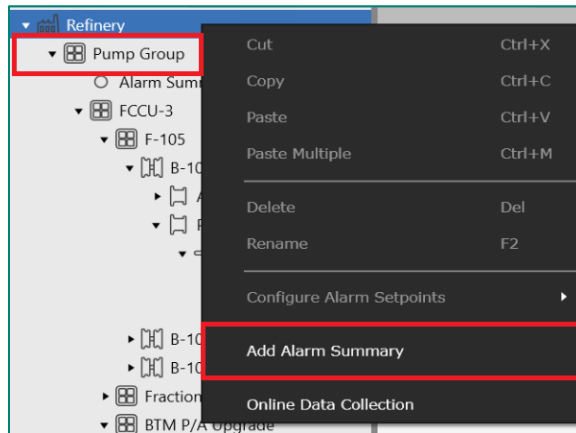 Refinery
Pump Group
Cut Ctrl+X
Alarm Sum
Copy Ctrl+C
FCCU-3
Paste Ctrl+V
F-105
Paste Multiple Ctrl+M
B-10
Delete Del
Rename F2
Configure Alarm Setpoints
B-10
Add Alarm Summary
B-10
Fraction
Online Data Collection
BTM P/A Upgrade